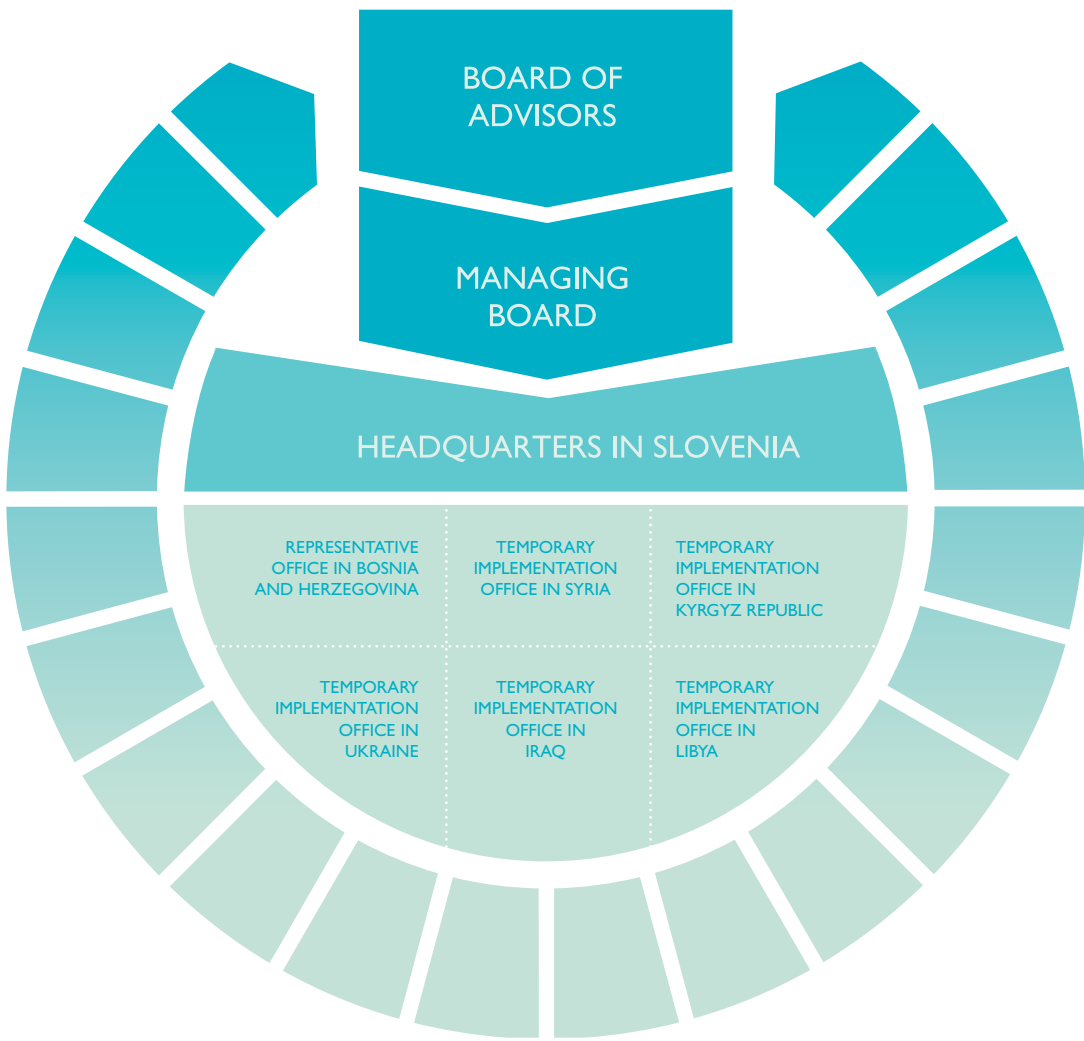 BOARD OF
ADVISORS
MANAGING
BOARD
HEADQUARTERS IN SLOVENIA
REPRESENTATIVE
OFFICE IN BOSNIA
AND HERZEGOVINA
TEMPORARY
IMPLEMENTATION
OFFICE IN SYRIA
TEMPORARY
IMPLEMENTATION
OFFICE IN
KYRGYZ REPUBLIC
TEMPORARY
IMPLEMENTATION
OFFICE IN
UKRAINE
TEMPORARY
IMPLEMENTATION
OFFICE IN
IRAQ
TEMPORARY
IMPLEMENTATION
OFFICE IN
LIBYA